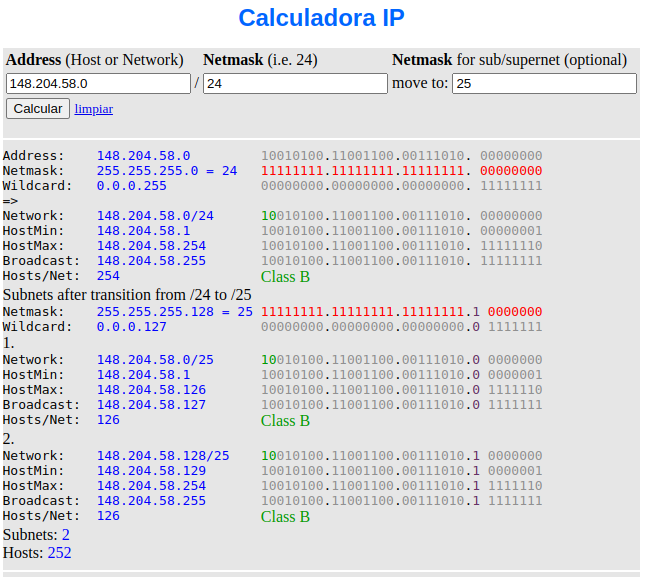 Calculadora IP
Address (Host or Network) Netmask (i.e. 24) Netmask for sub/supernet (optional)
148.204.58.0 / 24 move to: 25
Calcular limpiar
Address: 148.204.58.0 10010100.11001100.00111010. 00000000
Netmask: 255.255.255.0 = 24 11111111.11111111.11111111. 00000000
Wildcard: 0.0.0.255 00000000.00000000.00000000. 11111111
=>
Network: 148.204.58.0/24 10010100.11001100.00111010. 00000000
HostMin: 148.204.58.1 10010100.11001100.00111010. 00000001
HostMax: 148.204.58.254 10010100.11001100.00111010. 11111110
Broadcast: 148.204.58.255 10010100.11001100.00111010. 11111111
Hosts/Net: 254 Class B
Subnets after transition from /24 to /25
Netmask: 255.255.255.128 = 25 11111111.11111111.11111111.1 0000000
Wildcard: 0.0.0.127 00000000.00000000.00000000.0 1111111
1.
Network: 148.204.58.0/25 10010100.11001100.00111010.0 0000000
HostMin: 148.204.58.1 10010100.11001100.00111010.0 0000001
HostMax: 148.204.58.126 10010100.11001100.00111010.0 1111110
Broadcast: 148.204.58.127 10010100.11001100.00111010.0 1111111
Hosts/Net: 126 Class B
2.
Network: 148.204.58.128/25 10010100.11001100.00111010.1 0000000
HostMin: 148.204.58.129 10010100.11001100.00111010.1 0000001
HostMax: 148.204.58.254 10010100.11001100.00111010.1 1111110
Broadcast: 148.204.58.255 10010100.11001100.00111010.1 1111111
Hosts/Net: 126 Class B
Subnets: 2
Hosts: 252